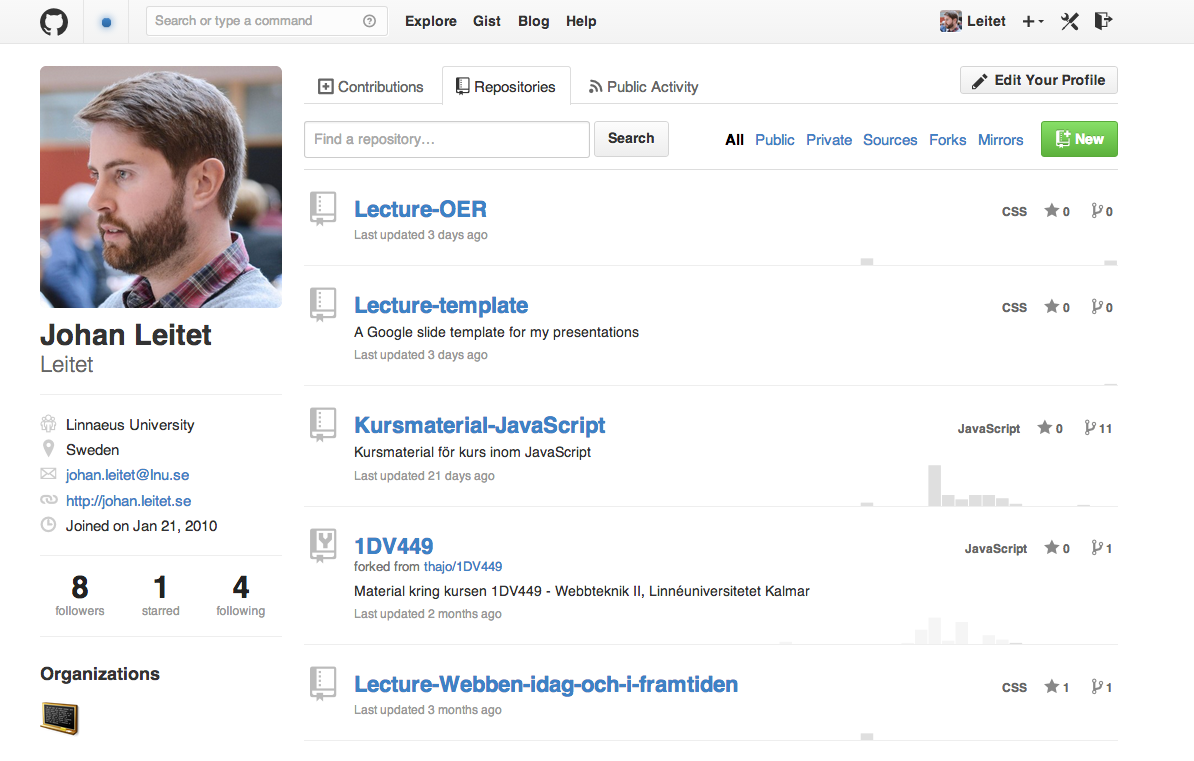 Search or type a command
Explore Gist Blog Help
Leitet
Contributions Repositories Public Activity
Edit Your Profile
Find a repository…
Search
All Public Private Sources Forks Mirrors
New
Johan Leitet
Leitet
Linnaeus University
Sweden
johan.leitet@lnu.se
http://johan.leitet.se
Joined on Jan 21, 2010
8 1 4
followers starred following
Organizations
Lecture-OER
CSS 0 0
Last updated 3 days ago
Lecture-template
CSS 0 0
A Google slide template for my presentations
Last updated 3 days ago
Kursmaterial-JavaScript
JavaScript 0 11
Kursmaterial för kurs inom JavaScript
Last updated 21 days ago
1DV449
JavaScript 0 1
forked from thajo/1DV449
Material kring kursen 1DV449 - Webbteknik II, Linnéuniversitetet Kalmar
Last updated 2 months ago
Lecture-Webben-idag-och-i-framtiden
CSS 1 1
Last updated 3 months ago